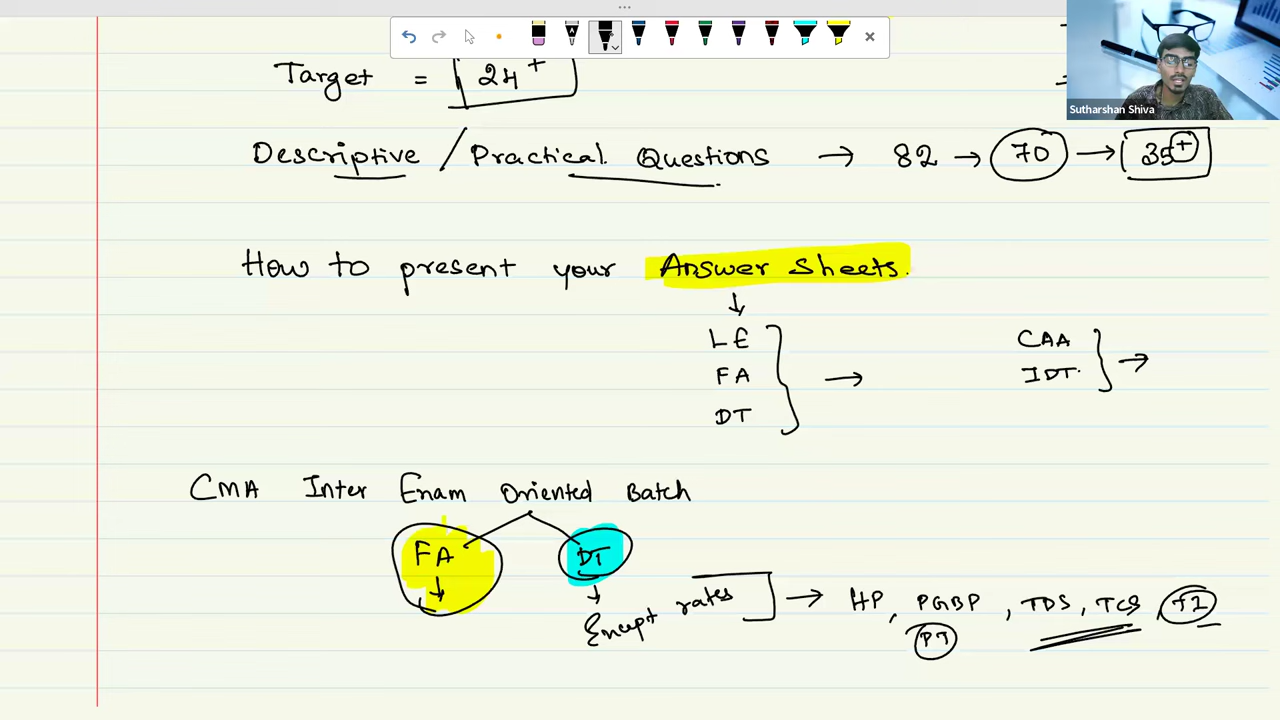 Sutharshan Shiva
Target = 24+
Descriptive / Practical Questions → 82 → 70 → 35+
How to present your Answer Sheets.
↓
LE CAA
FA → IDT →
DT
CMA Inter Exam Oriented Batch
FA DT
↓ ↓
Except rates → HP, PGBP, TDS, TCS, TI
PT